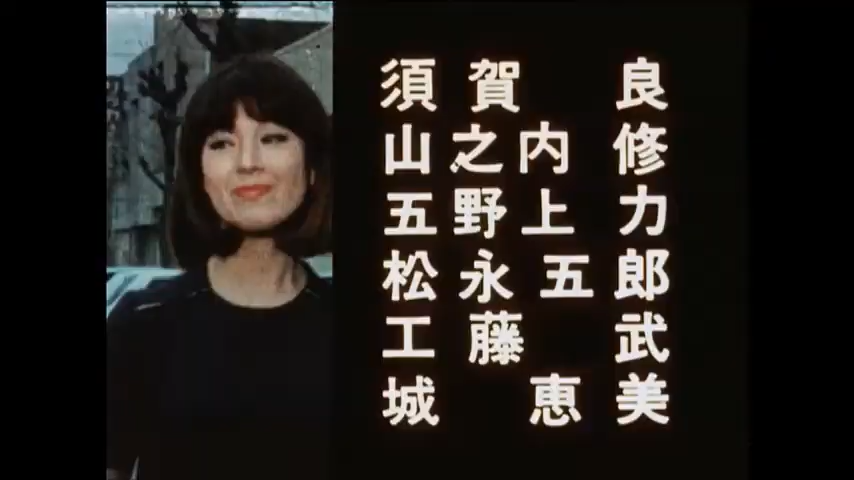 須賀良
山之内修
五野上力
松永五郎
工藤武
城恵美